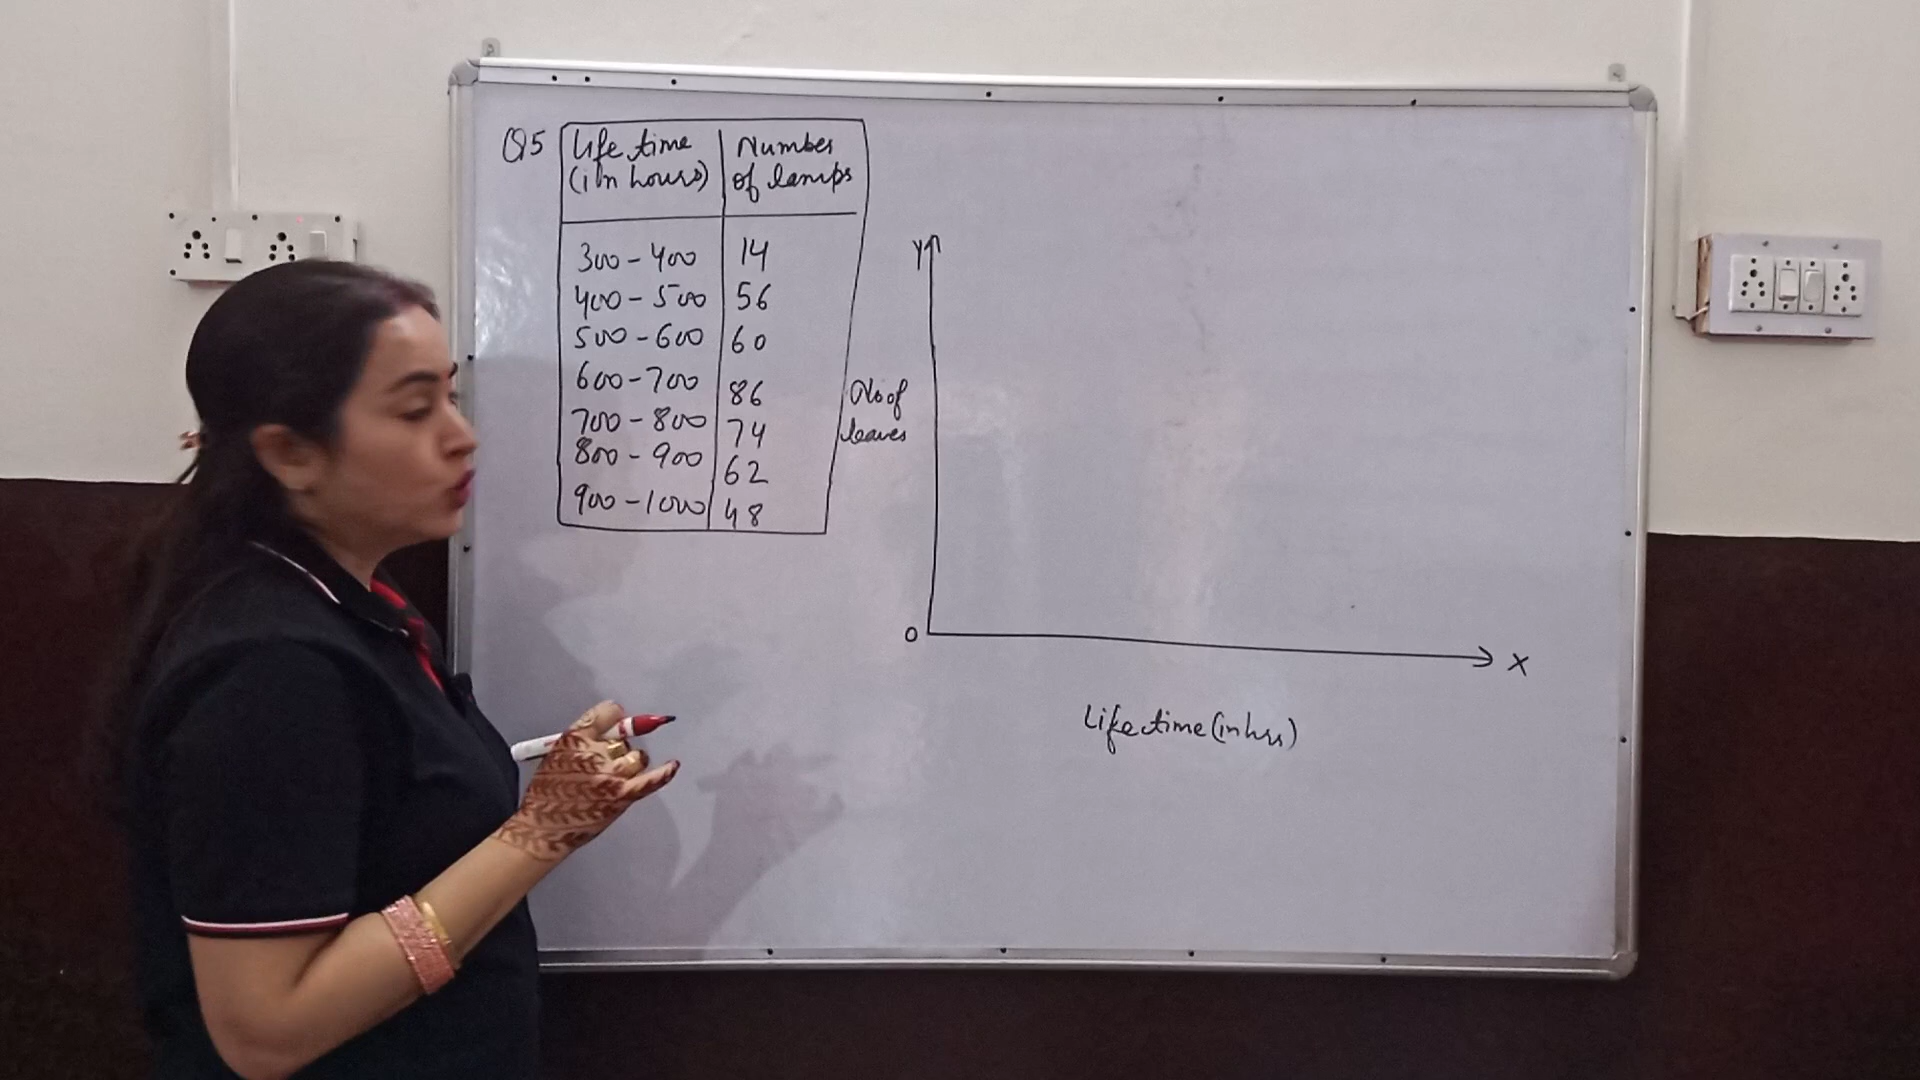 Q5
Life time
(in hours)
Number
of lamps
300-400 14
400-500 56
500-600 60
600-700 86
700-800 74
800-900 62
900-1000 48
Y
No of
leaves
O
X
Life time (in hrs)